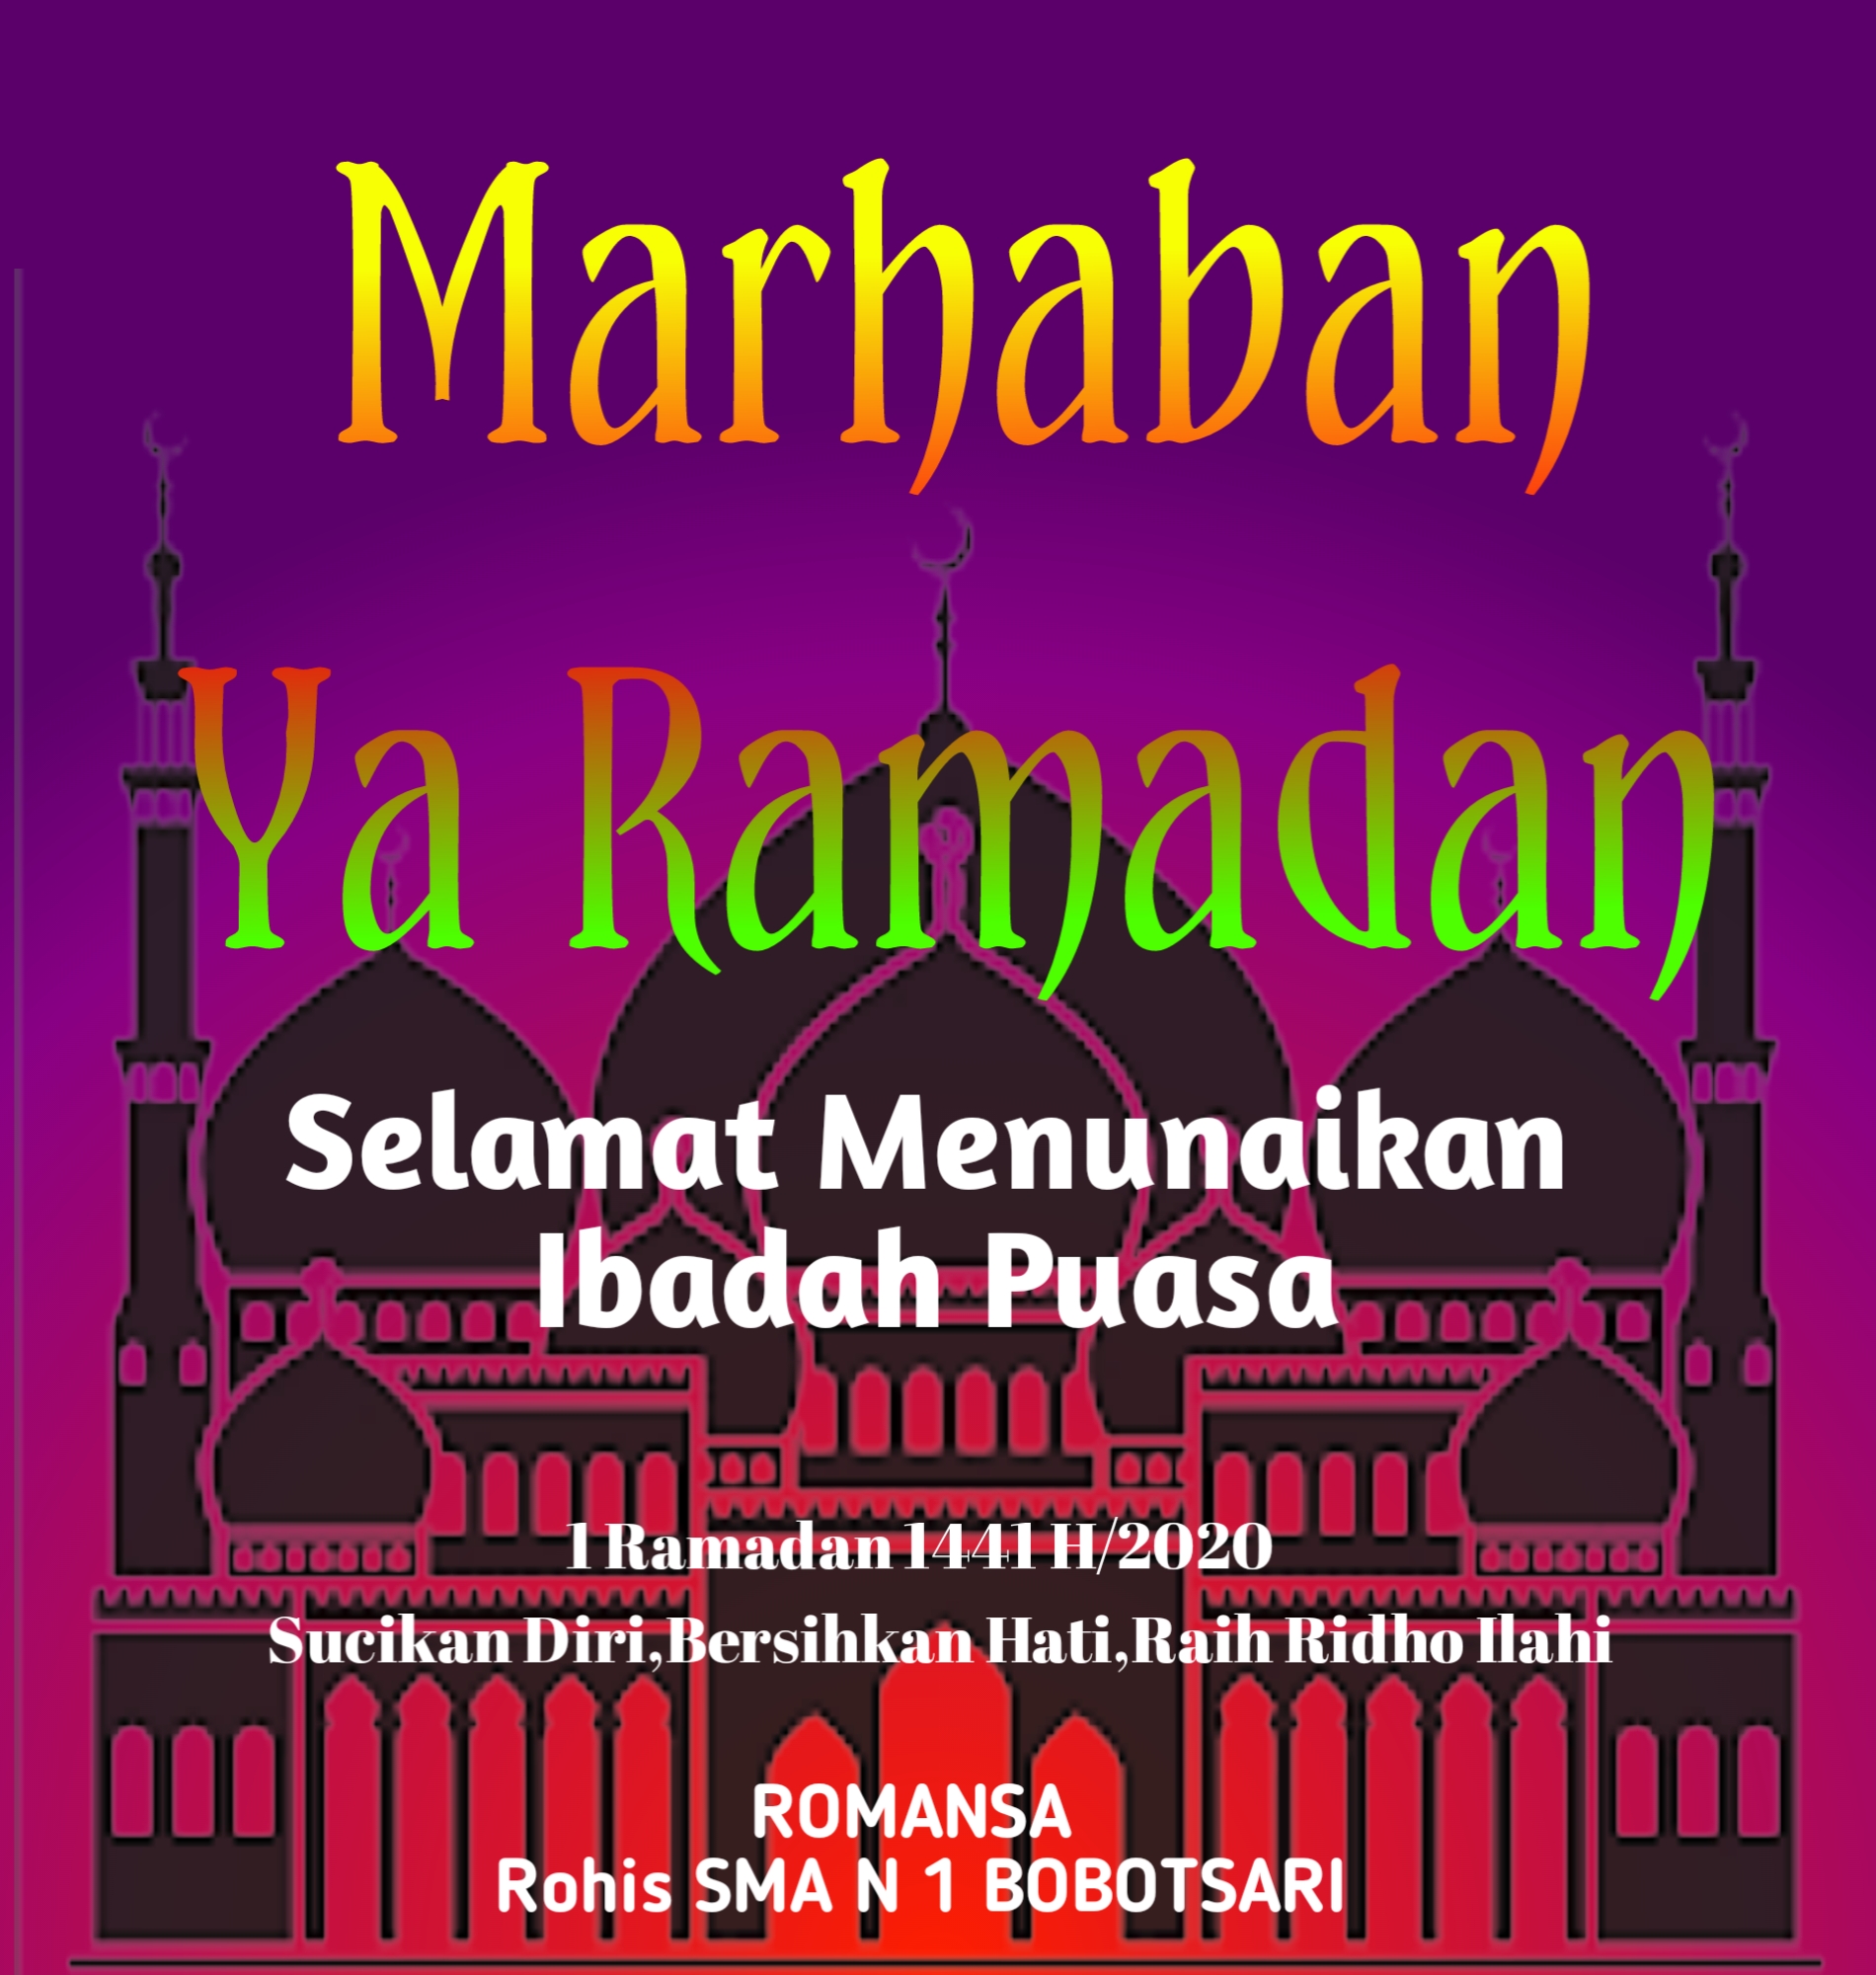 Marhaban
Ya Ramadan
Selamat Menunaikan
Ibadah Puasa
1 Ramadan 1441 H/2020
Sucikan Diri,Bersihkan Hati,Raih Ridho Ilahi
ROMANSA
Rohis SMA N 1 BOBOTSARI